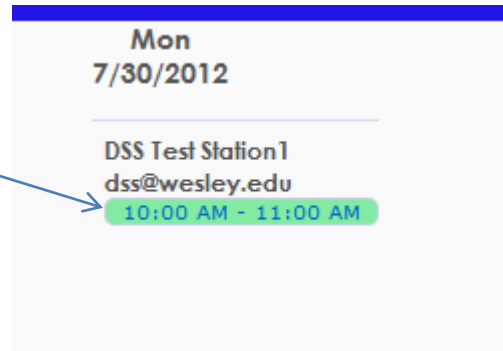 Mon
7/30/2012
DSS Test Station1
dss@wesley.edu
10:00 AM - 11:00 AM